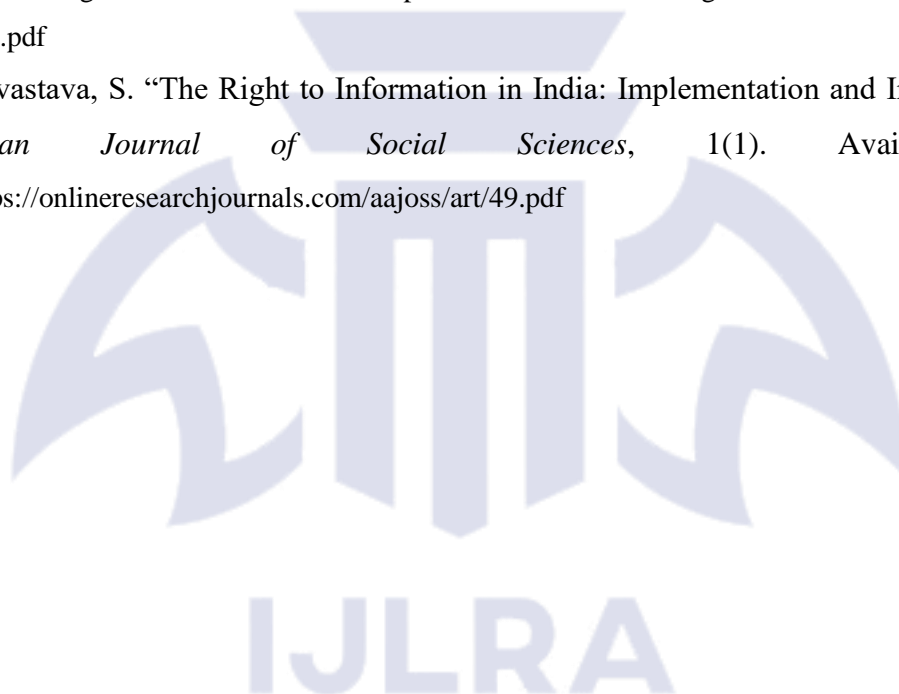 .pdf
vastava, S. “The Right to Information in India: Implementation and I
an Journal of Social Sciences, 1(1). Avai
s://onlineresearchjournals.com/aajoss/art/49.pdf
IJLRA